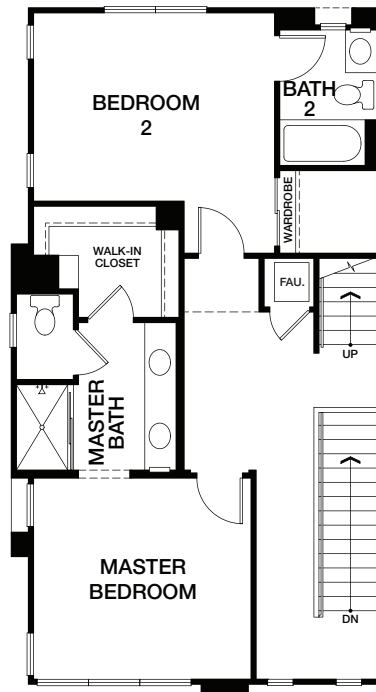 BEDROOM
2
BATH
2
WARDROBE
WALK-IN
CLOSET
FAU.
UP
MASTER
BATH
MASTER
BEDROOM
DN